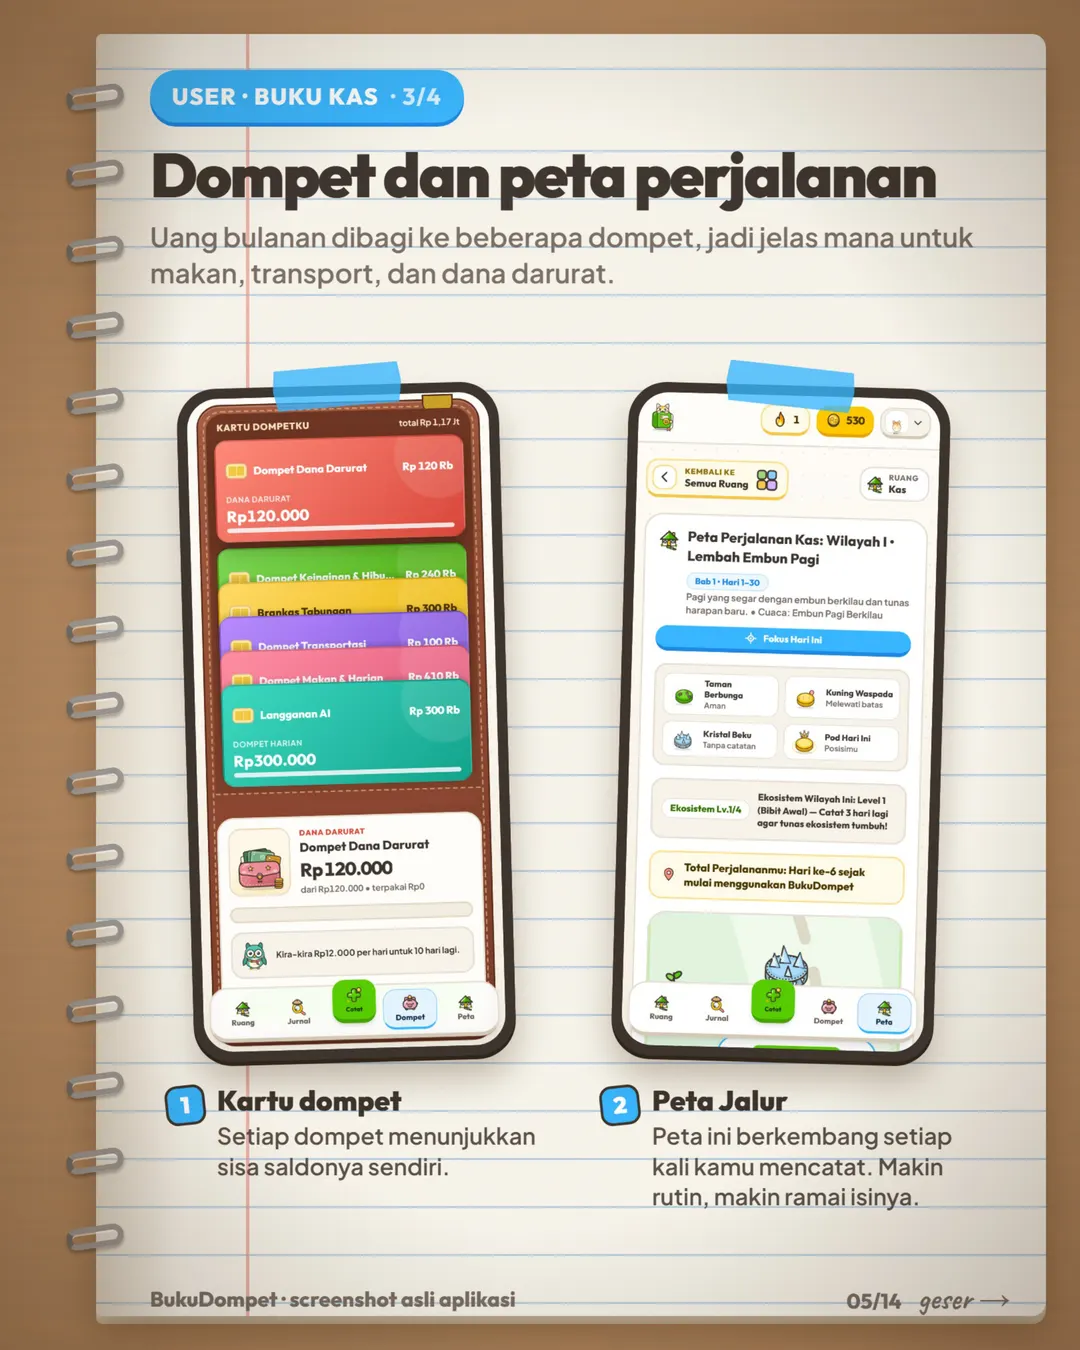 USER · BUKU KAS · 3/4
Dompet dan peta perjalanan
Uang bulanan dibagi ke beberapa dompet, jadi jelas mana untuk
makan, transport, dan dana darurat.
KARTU DOMPETKU
total Rp 1,17 Jt
Dompet Dana Darurat
Rp 120 Rb
DANA DARURAT
Rp120.000
Dompet Keinginan & Hibu...
Rp 240 Rb
Brankas Tabungan
Rp 300 Rb
Dompet Transportasi
Rp 100 Rb
Dompet Makan & Harian
Rp 410 Rb
Langganan AI
Rp 300 Rb
DOMPET HARIAN
Rp300.000
DANA DARURAT
Dompet Dana Darurat
Rp120.000
dari Rp120.000 • terpakai Rp0
Kira-kira Rp12.000 per hari untuk 10 hari lagi.
Ruang
Jurnal
Catat
Dompet
Peta
1
530
KEMBALI KE
Semua Ruang
RUANG
Kas
Peta Perjalanan Kas: Wilayah I •
Lembah Embun Pagi
Bab 1 • Hari 1–30
Pagi yang segar dengan embun berkilau dan tunas
harapan baru. • Cuaca: Embun Pagi Berkilau
Fokus Hari Ini
Taman
Berbunga
Aman
Kuning Waspada
Melewati batas
Kristal Beku
Tanpa catatan
Pod Hari Ini
Posisimu
Ekosistem Lv.1/4
Ekosistem Wilayah Ini: Level 1
(Bibit Awal) — Catat 3 hari lagi
agar tunas ekosistem tumbuh!
Total Perjalananmu: Hari ke-6 sejak
mulai menggunakan BukuDompet
Ruang
Jurnal
Catat
Dompet
Peta
1
Kartu dompet
Setiap dompet menunjukkan
sisa saldonya sendiri.
2
Peta Jalur
Peta ini berkembang setiap
kali kamu mencatat. Makin
rutin, makin ramai isinya.
BukuDompet · screenshot asli aplikasi
05/14 geser →